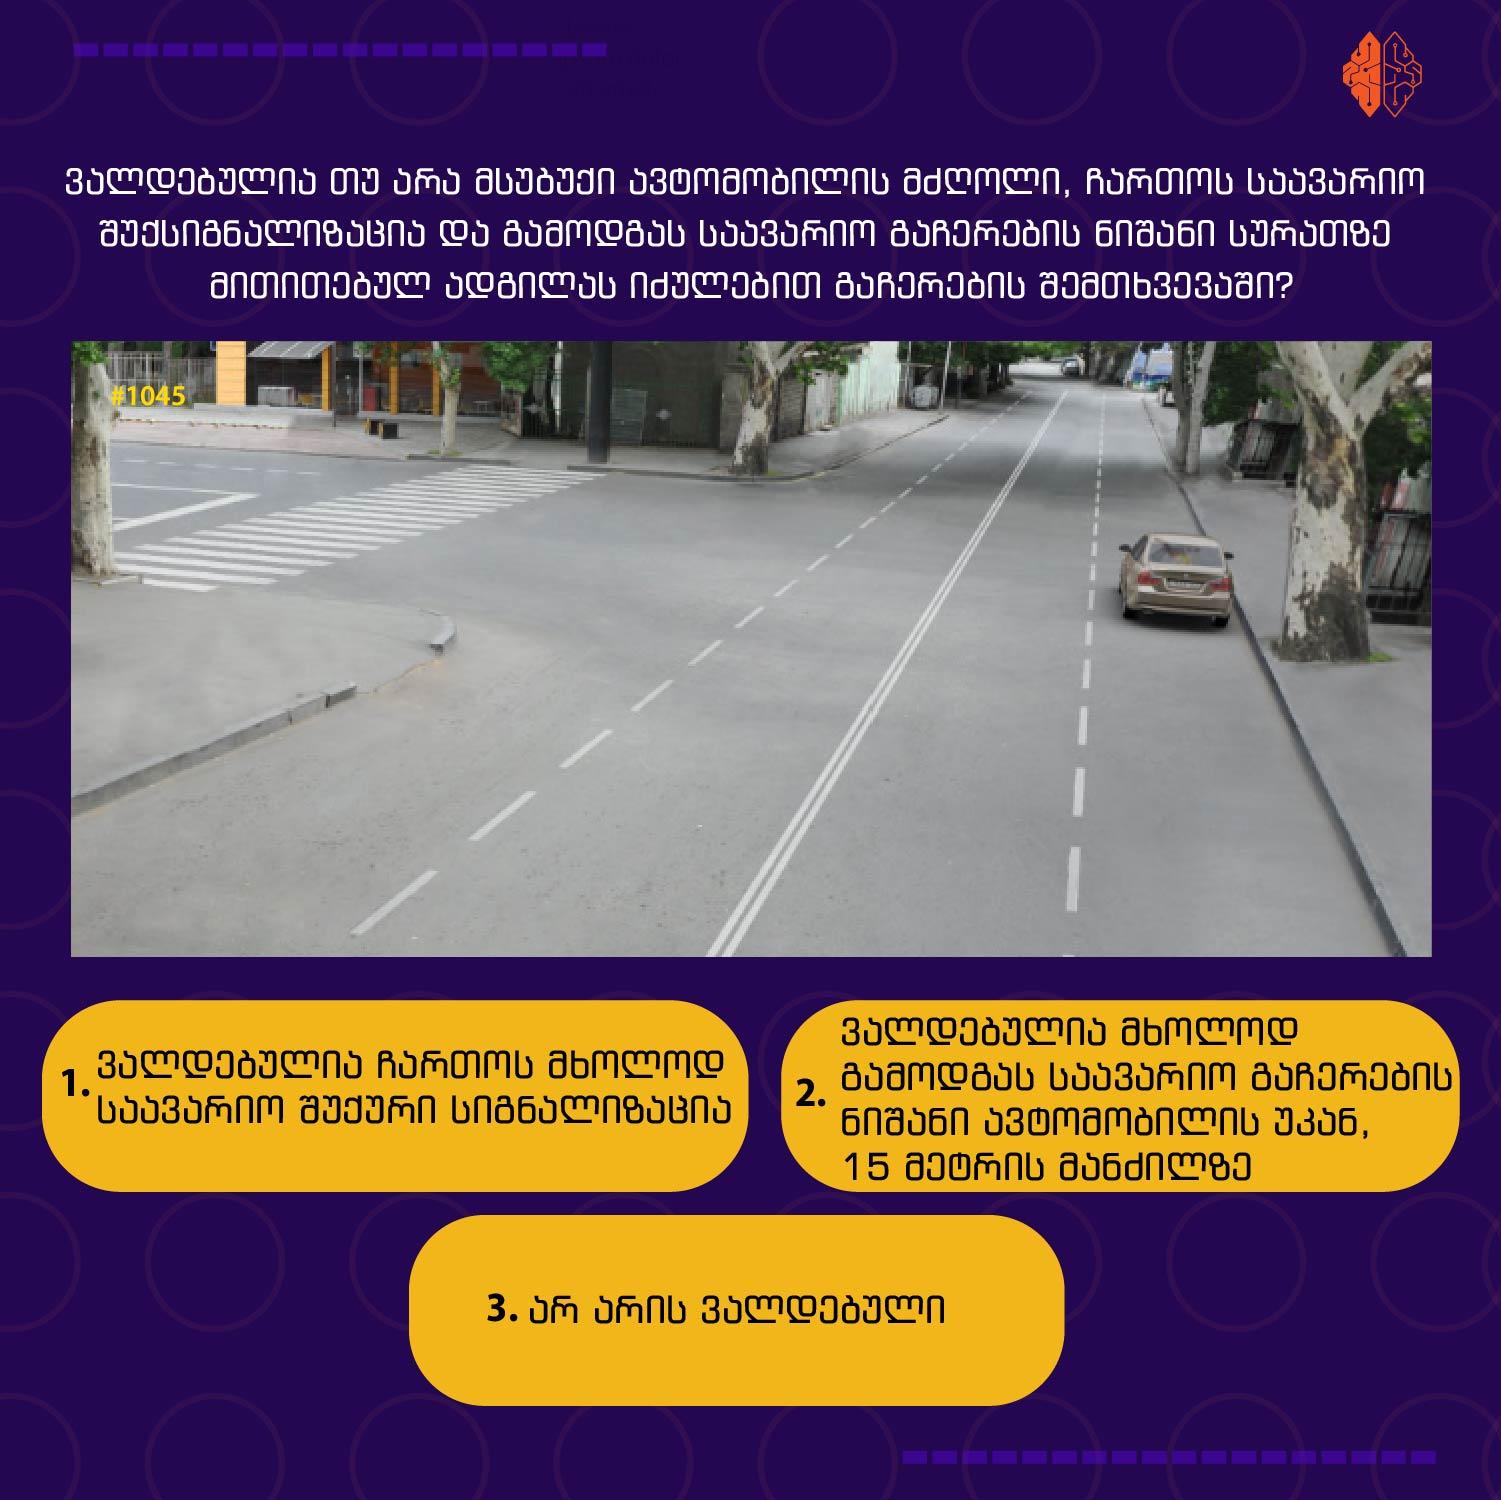 ვალდებულია თუ არა მსუბუქი ავტომობილის მძღოლი, ჩართოს საავარიო
შუქსიგნალიზაცია და გამოდგას საავარიო გაჩერების ნიშანი სურათზე
მითითებულ ადგილას იძულებით გაჩერების შემთხვევაში?
#1045
1. ვალდებულია ჩართოს მხოლოდ
საავარიო შუქური სიგნალიზაცია
2. ვალდებულია მხოლოდ
გამოდგას საავარიო გაჩერების
ნიშანი ავტომობილის უკან,
15 მეტრის მანძილზე
3. არ არის ვალდებული